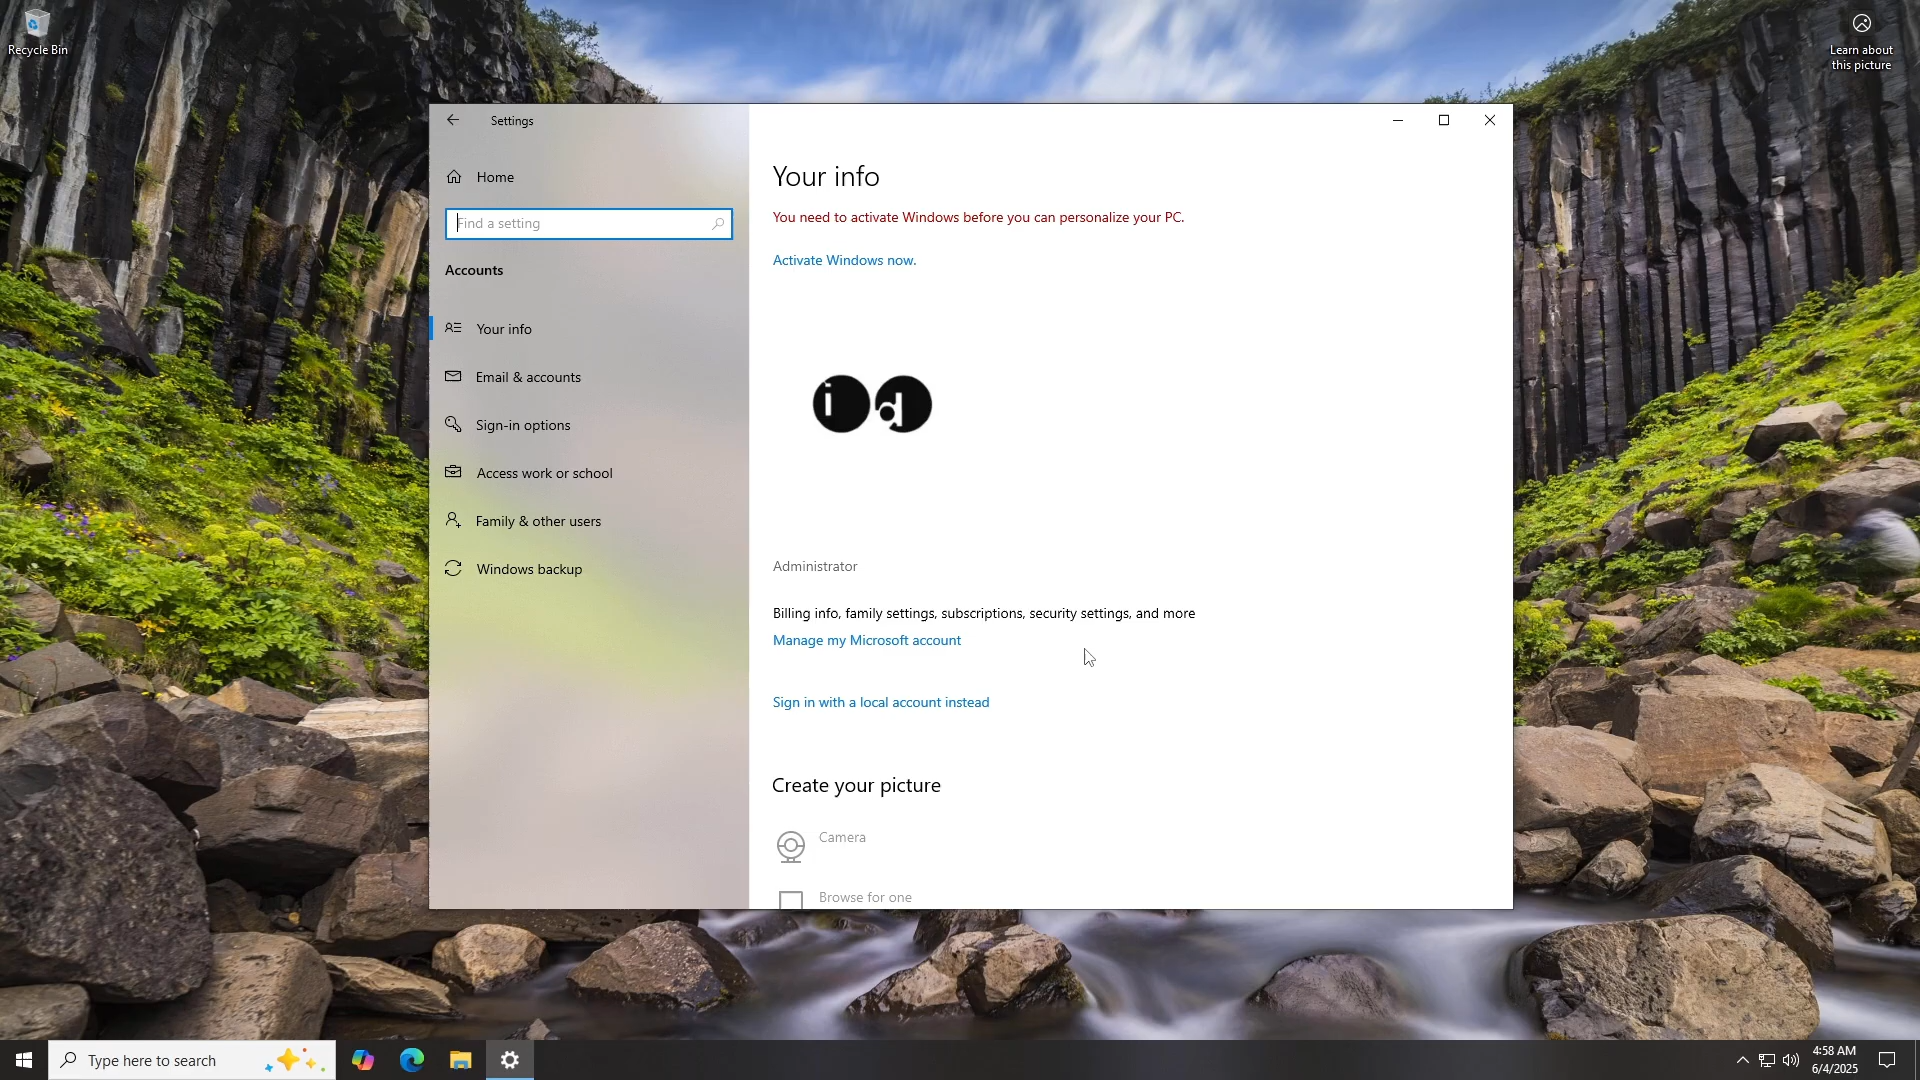 Recycle Bin
Learn about
this picture
Settings
Home
Find a setting
Accounts
Your info
Email & accounts
Sign-in options
Access work or school
Family & other users
Windows backup
Your info
You need to activate Windows before you can personalize your PC.
Activate Windows now.
id
Administrator
Billing info, family settings, subscriptions, security settings, and more
Manage my Microsoft account
Sign in with a local account instead
Create your picture
Camera
Browse for one
Type here to search
4:58 AM
6/4/2025